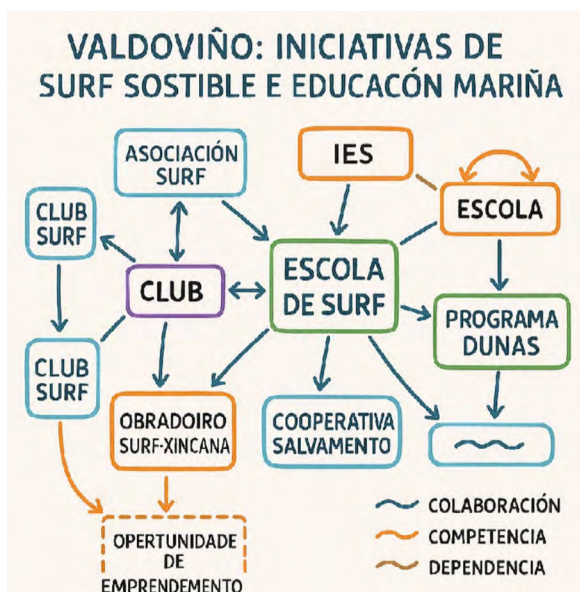 VALDOVIÑO: INICIATIVAS DE
SURF SOSTIBLE E EDUCACÓN MARIÑA
ASOCIACIÓN
SURF
IES
ESCOLA
CLUB
SURF
CLUB
ESCOLA
DE SURF
PROGRAMA
DUNAS
CLUB
SURF
OBRADOIRO
SURF-XINCANA
COOPERATIVA
SALVAMENTO
COLABORACIÓN
COMPETENCIA
DEPENDENCIA
OPERTUNIDADE
DE
EMPRENDEMENTO